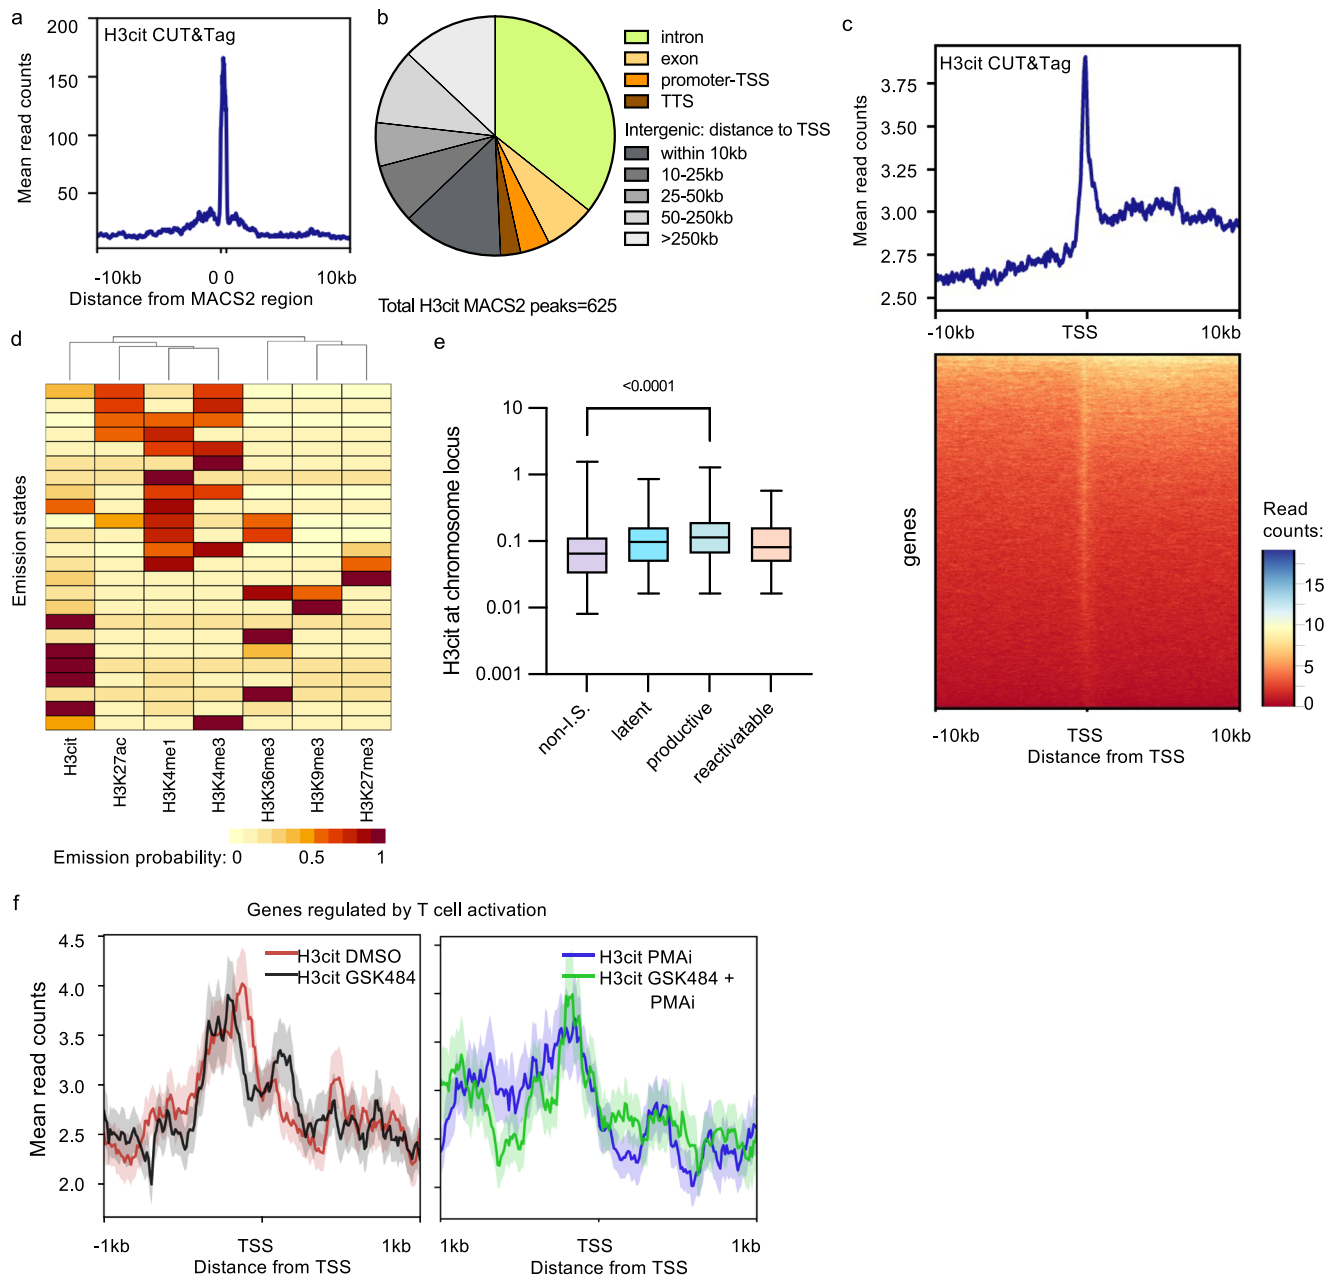 a
H3cit CUT&Tag
Mean read counts
200
150
100
50
-10kb
0 0
10kb
Distance from MACS2 region
b
intron
exon
promoter-TSS
TTS
Intergenic: distance to TSS
within 10kb
10-25kb
25-50kb
50-250kb
>250kb
Total H3cit MACS2 peaks=625
c
H3cit CUT&Tag
Mean read counts
3.75
3.50
3.25
3.00
2.75
2.50
-10kb
TSS
10kb
genes
-10kb
TSS
10kb
Distance from TSS
Read
counts:
15
10
5
0
d
Emission states
H3cit
H3K27ac
H3K4me1
H3K4me3
H3K36me3
H3K9me3
H3K27me3
Emission probability: 0
0.5
1
e
<0.0001
H3cit at chromosome locus
10
1
0.1
0.01
0.001
non-I.S.
latent
productive
reactivatable
f
Genes regulated by T cell activation
Mean read counts
4.5
4.0
3.5
3.0
2.5
2.0
H3cit DMSO
H3cit GSK484
-1kb
TSS
1kb
Distance from TSS
H3cit PMAi
H3cit GSK484 +
PMAi
1kb
TSS
1kb
Distance from TSS